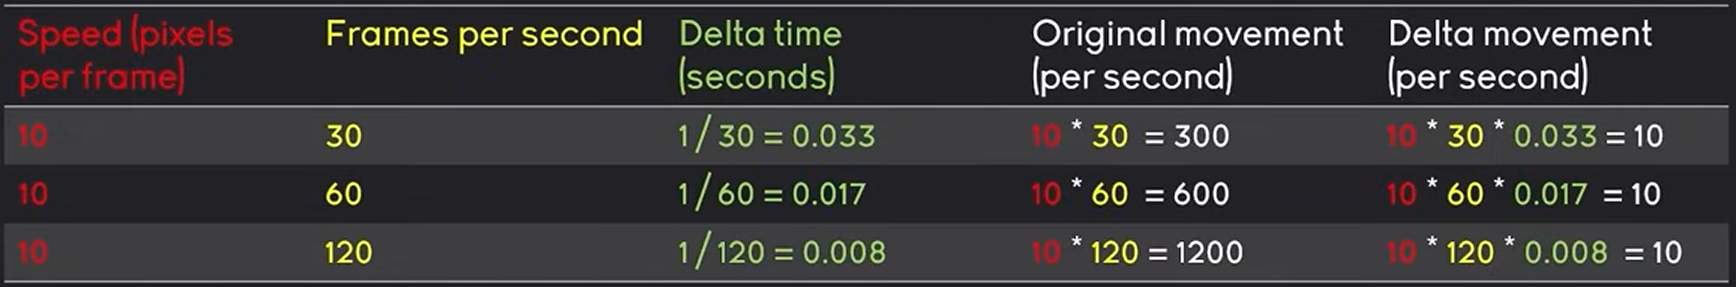 Speed (pixels per frame) Frames per second Delta time (seconds) Original movement (per second) Delta movement (per second)
10 30 1 / 30 = 0.033 10 * 30 = 300 10 * 30 * 0.033 = 10
10 60 1 / 60 = 0.017 10 * 60 = 600 10 * 60 * 0.017 = 10
10 120 1 / 120 = 0.008 10 * 120 = 1200 10 * 120 * 0.008 = 10